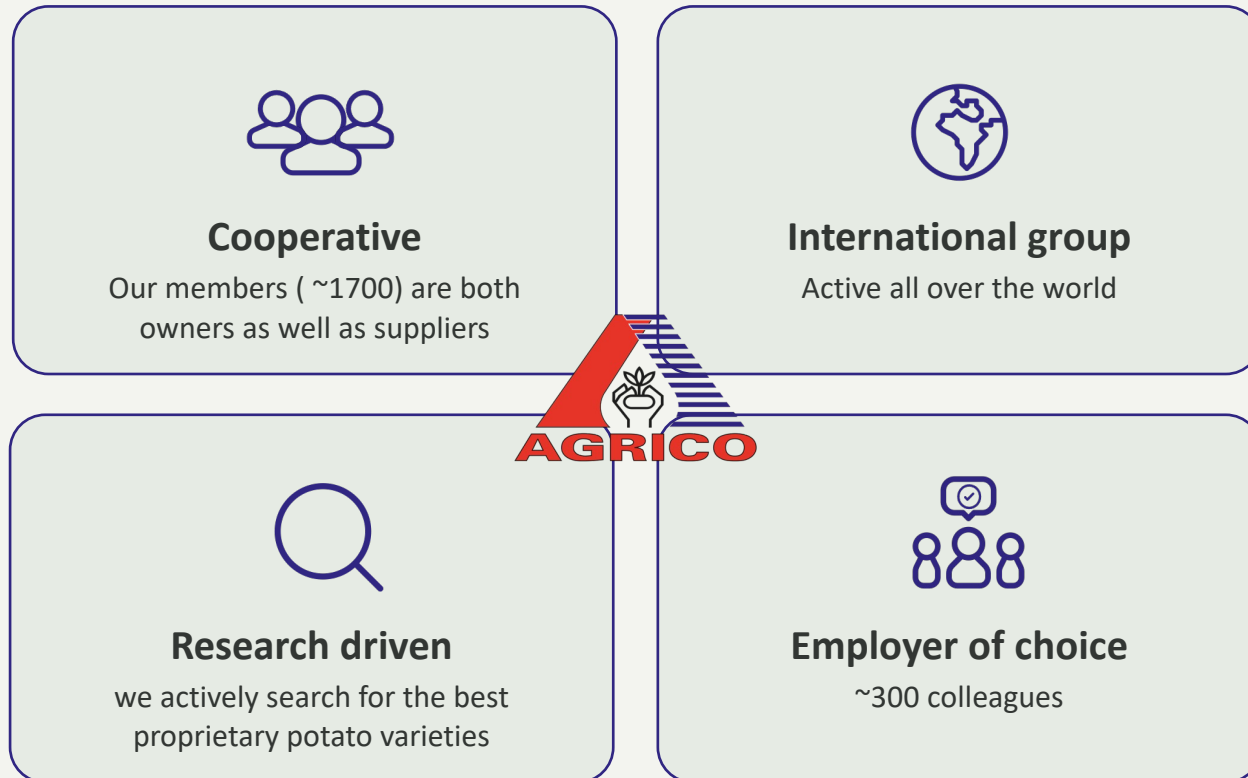 Cooperative
Our members ( ~1700) are both
owners as well as suppliers
International group
Active all over the world
AGRICO
Research driven
we actively search for the best
proprietary potato varieties
Employer of choice
~300 colleagues